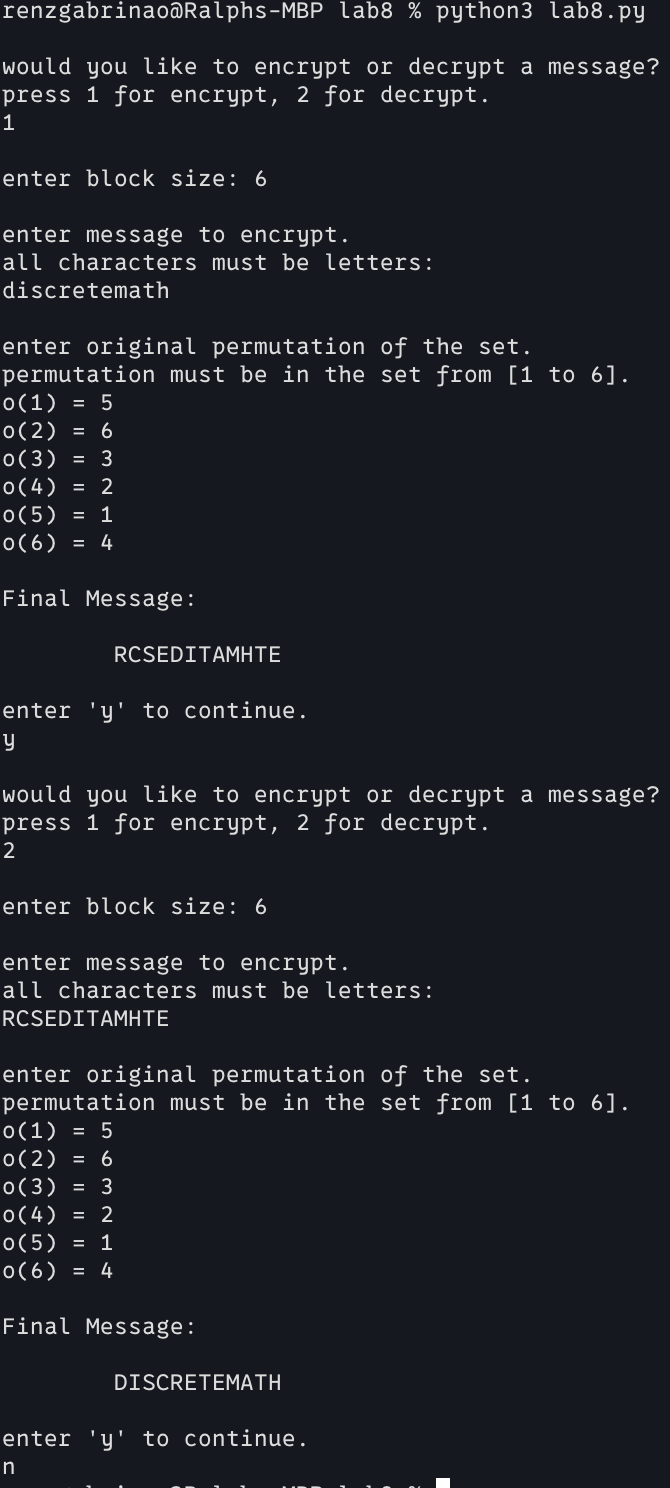 renzgabrinao@Ralphs-MBP lab8 % python3 lab8.py
would you like to encrypt or decrypt a message?
press 1 for encrypt, 2 for decrypt.
1
enter block size: 6
enter message to encrypt.
all characters must be letters:
discretemath
enter original permutation of the set.
permutation must be in the set from [1 to 6].
o(1) = 5
o(2) = 6
o(3) = 3
o(4) = 2
o(5) = 1
o(6) = 4
Final Message:
RCSEDITAMHTE
enter 'y' to continue.
y
would you like to encrypt or decrypt a message?
press 1 for encrypt, 2 for decrypt.
2
enter block size: 6
enter message to encrypt.
all characters must be letters:
RCSEDITAMHTE
enter original permutation of the set.
permutation must be in the set from [1 to 6].
o(1) = 5
o(2) = 6
o(3) = 3
o(4) = 2
o(5) = 1
o(6) = 4
Final Message:
DISCRETEMATH
enter 'y' to continue.
n